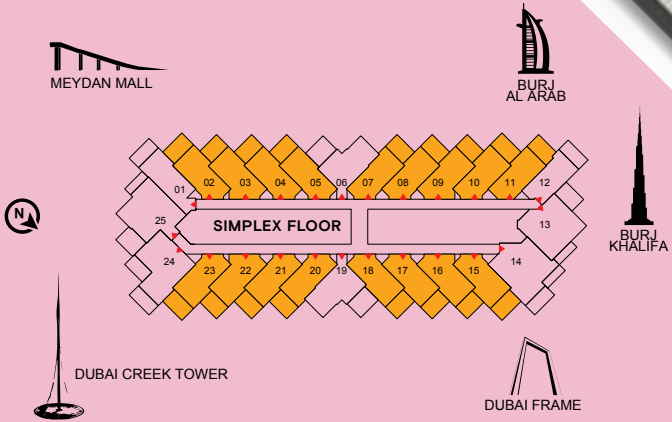 MEYDAN MALL
BURJ
AL ARAB
01 02 03 04 05 06 07 08 09 10 11 12
N
25
SIMPLEX FLOOR
13
BURJ
KHALIFA
24 23 22 21 20 19 18 17 16 15 14
DUBAI CREEK TOWER
DUBAI FRAME